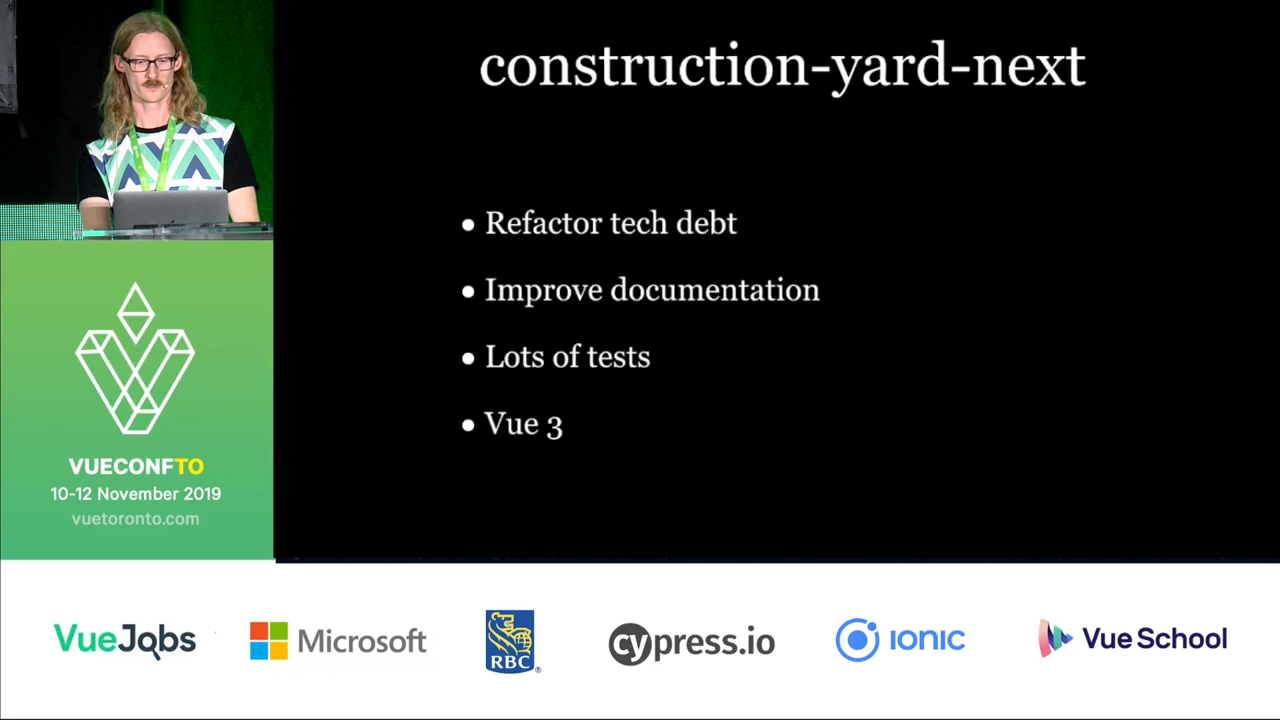 construction-yard-next
• Refactor tech debt
• Improve documentation
• Lots of tests
• Vue 3
VUECONFTO
10-12 November 2019
vuetoronto.com
VueJobs
Microsoft
RBC
®
cypress.io
IONIC
Vue School